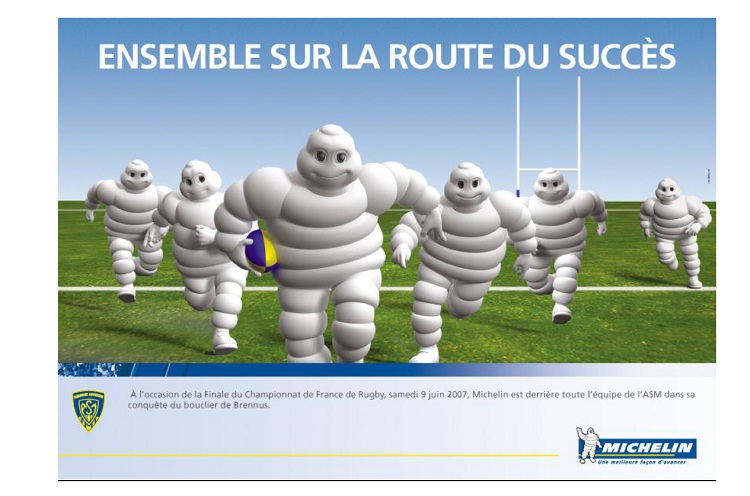 ENSEMBLE SUR LA ROUTE DU SUCCÈS
À l'occasion de la Finale du Championnat de France de Rugby, samedi 9 juin 2007, Michelin est derrière toute l'équipe de l'ASM dans sa
conquête du bouclier de Brennus.
ASM
MICHELIN
Une meilleure façon d'avancer